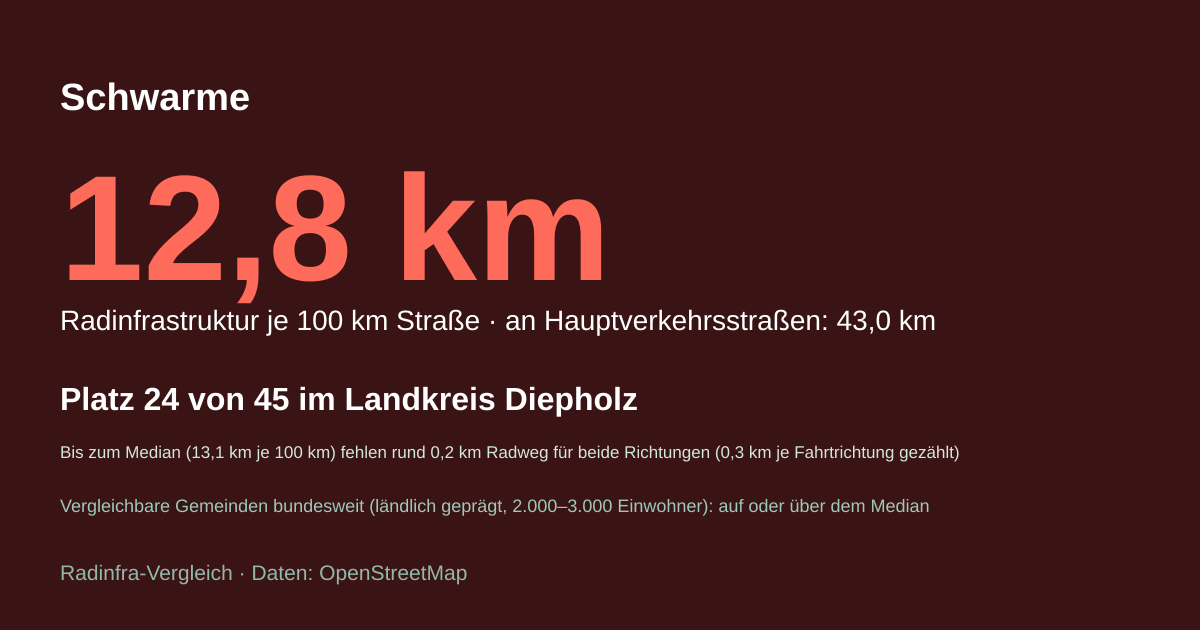 Schwarme
12,8 km
Radinfrastruktur je 100 km Straße · an Hauptverkehrsstraßen: 43,0 km
Platz 24 von 45 im Landkreis Diepholz
Bis zum Median (13,1 km je 100 km) fehlen rund 0,2 km Radweg für beide Richtungen (0,3 km je Fahrtrichtung gezählt)
Vergleichbare Gemeinden bundesweit (ländlich geprägt, 2.000–3.000 Einwohner): auf oder über dem Median
Radinfra-Vergleich · Daten: OpenStreetMap